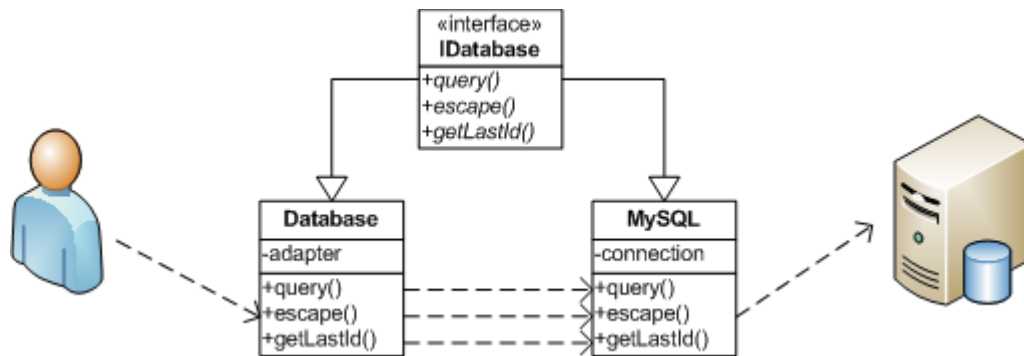 «interface»
IDatabase
+query()
+escape()
+getLastId()
Database
-adapter
+query()
+escape()
+getLastId()
MySQL
-connection
+query()
+escape()
+getLastId()